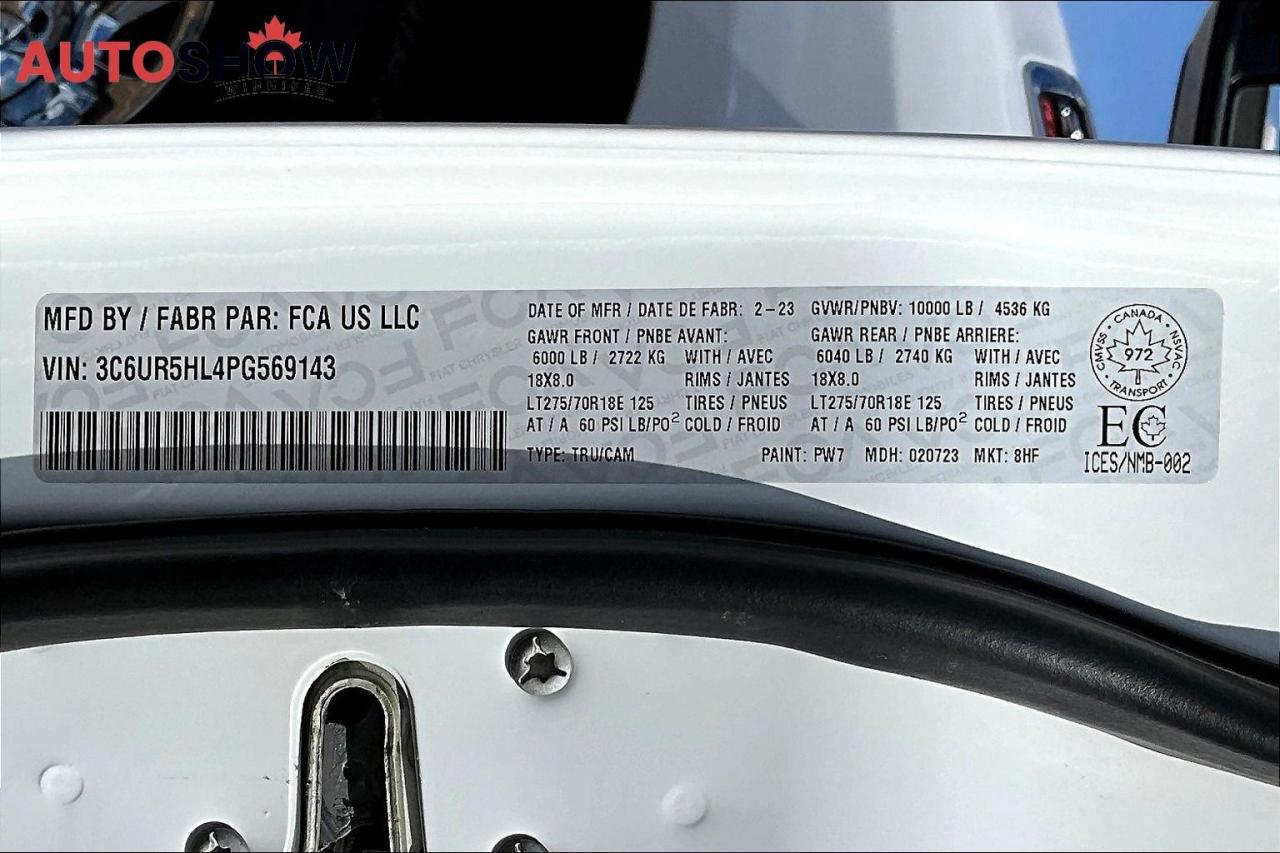 THE
AUTOSHOW
WINNIPEG
MFD BY / FABR PAR: FCA US LLC
VIN: 3C6UR5HL4PG569143
DATE OF MFR / DATE DE FABR: 2-23 GVWR/PNBV: 10000 LB / 4536 KG
GAWR FRONT / PNBE AVANT: GAWR REAR / PNBE ARRIERE:
6000 LB / 2722 KG WITH / AVEC 6040 LB / 2740 KG WITH / AVEC
18X8.0 RIMS / JANTES 18X8.0 RIMS / JANTES
LT275/70R18E 125 TIRES / PNEUS LT275/70R18E 125 TIRES / PNEUS
AT / A 60 PSI LB/PO² COLD / FROID AT / A 60 PSI LB/PO² COLD / FROID
TYPE: TRU/CAM PAINT: PW7 MDH: 020723 MKT: 8HF
CANADA
CMVSS 972 NSVAC
TRANSPORT
EC
ICES/NMB-002